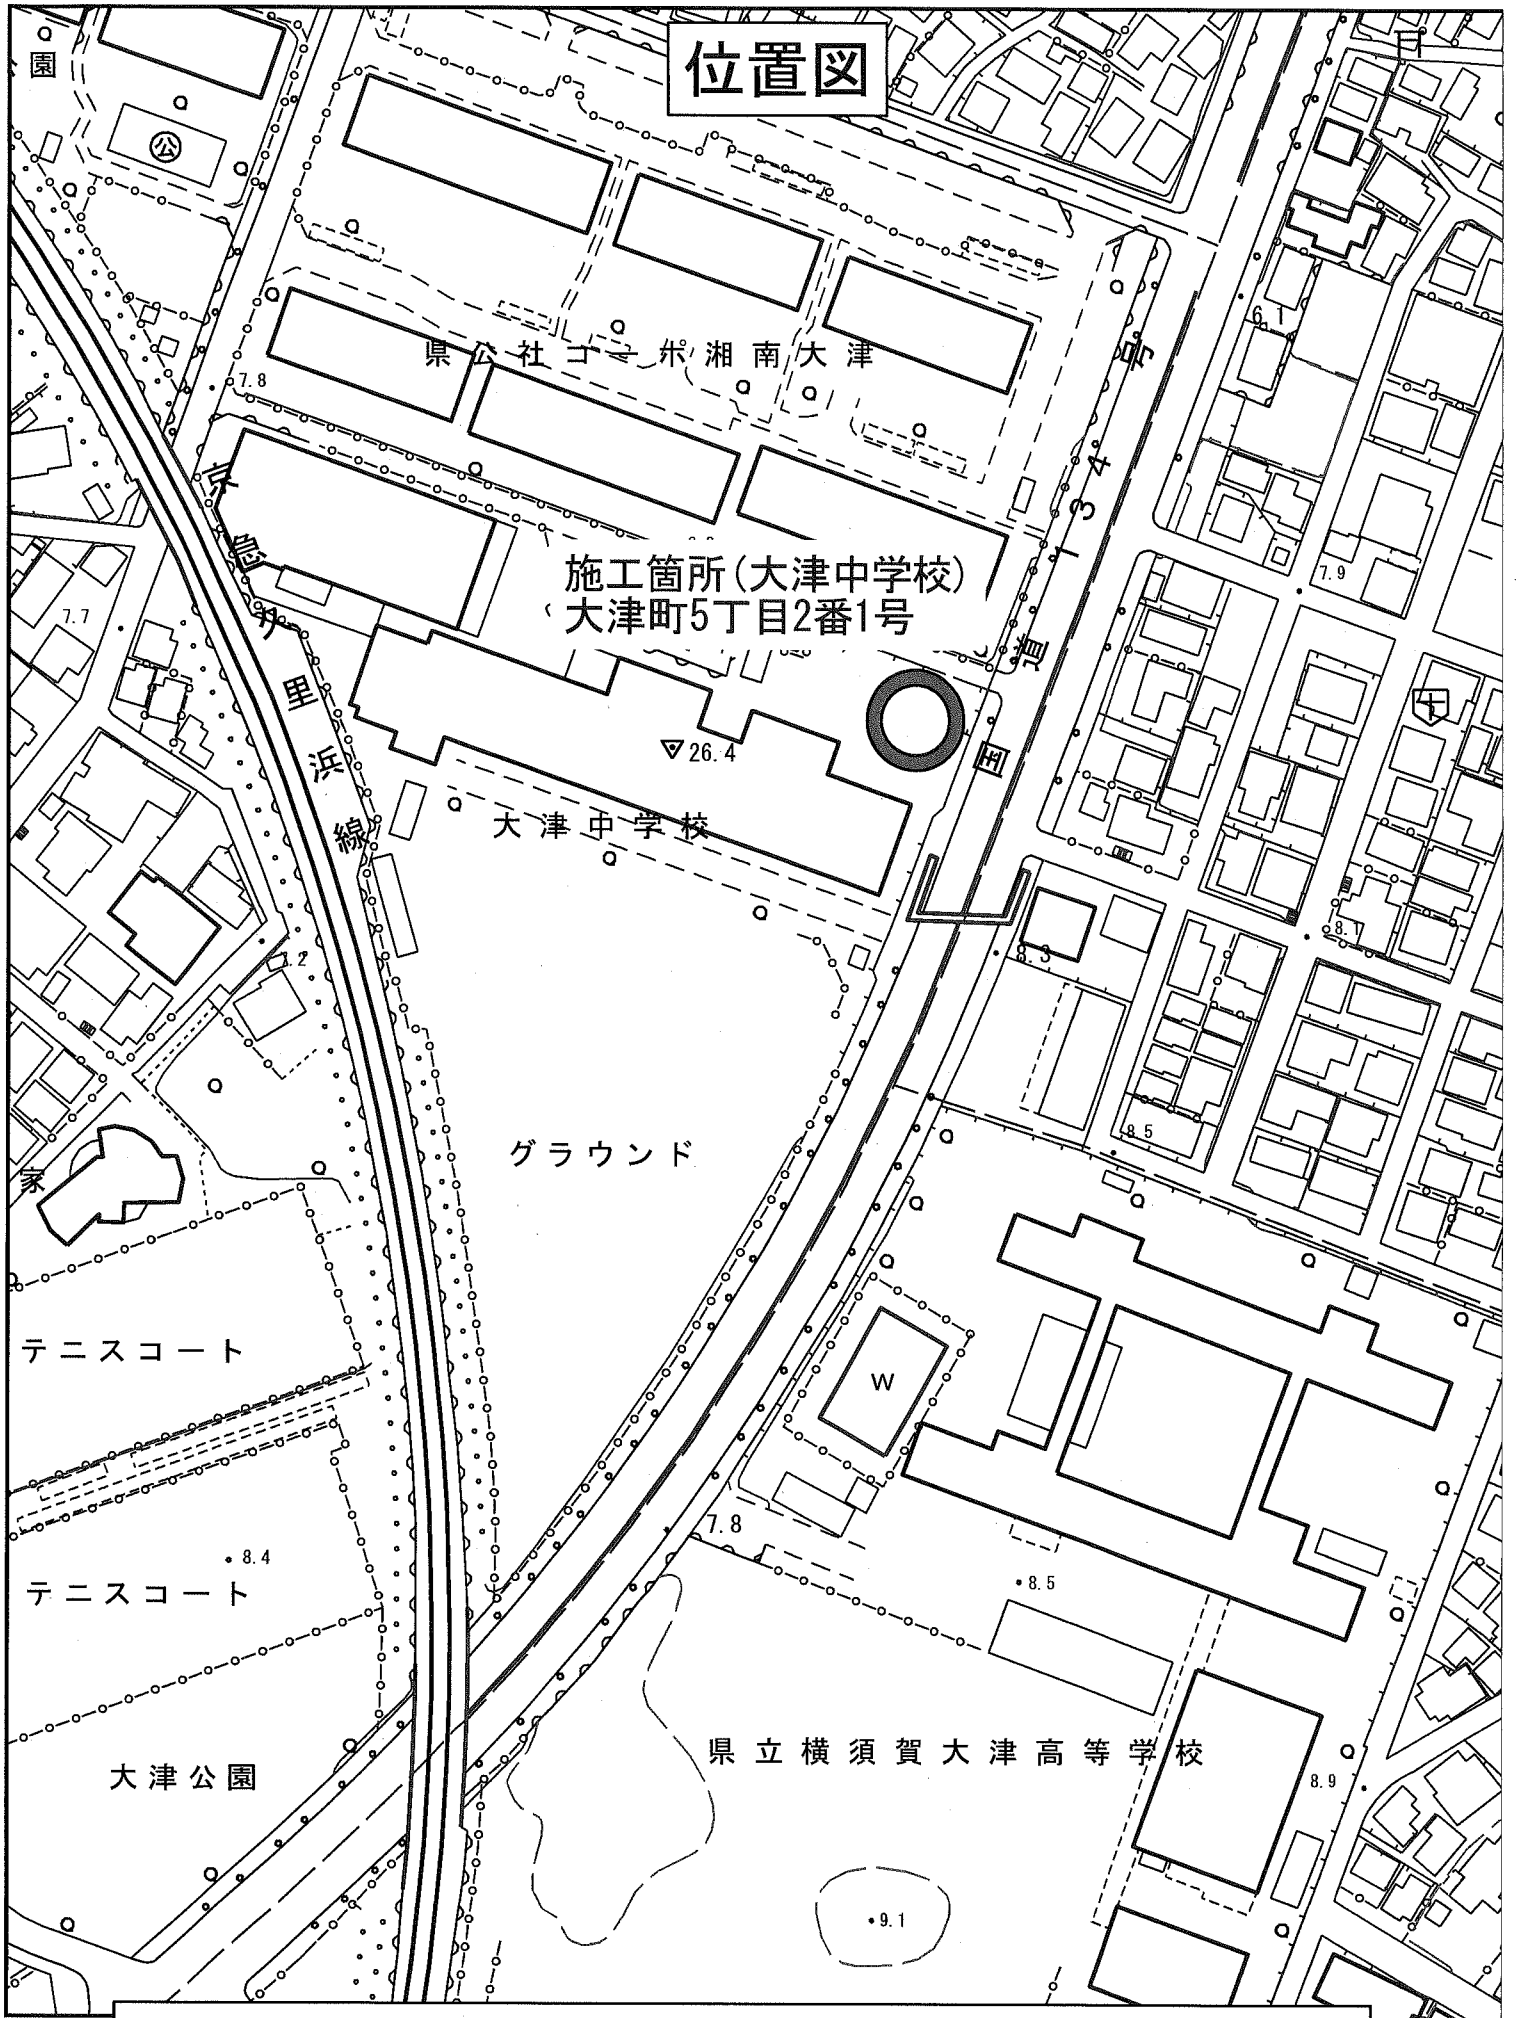 位置図
園
公
6.1
県公社コーポ湘南大津
7.8
国道134号
京急久里浜線
施工箇所(大津中学校)
大津町5丁目2番1号
7.9
7.7
26.4
大津中学校
8.1
8.3
グラウンド
8.5
家
テニスコート
W
7.8
8.4
8.5
テニスコート
県立横須賀大津高等学校
大津公園
8.9
9.1